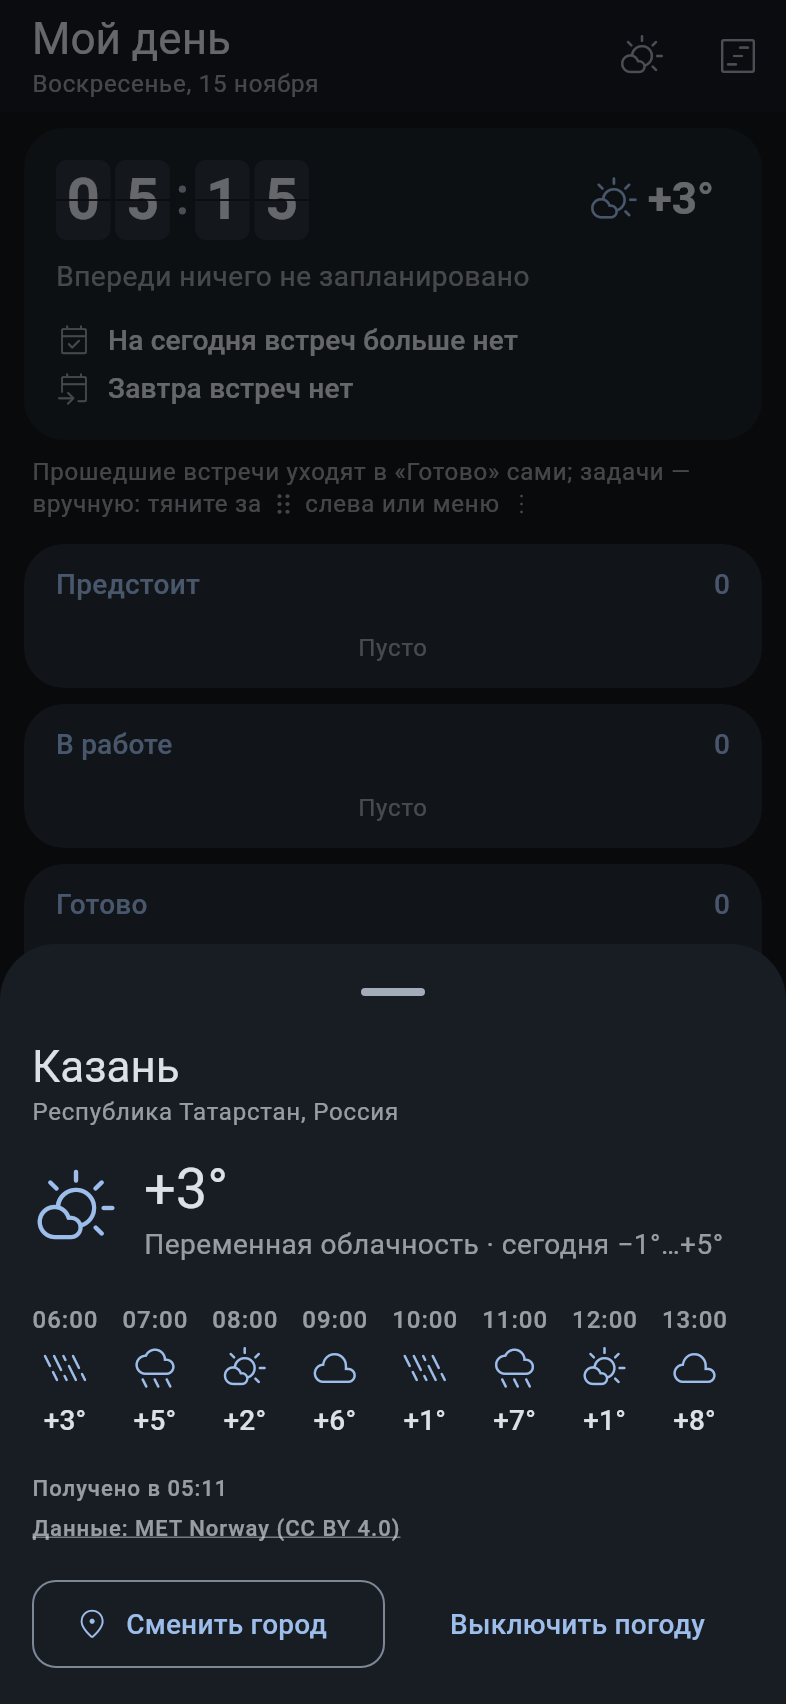 Мой день
Воскресенье, 15 ноября
05:15
+3°
Впереди ничего не запланировано
На сегодня встреч больше нет
Завтра встреч нет
Прошедшие встречи уходят в «Готово» сами; задачи —
вручную: тяните за ⠿ слева или меню ⋮
Предстоит 0
Пусто
В работе 0
Пусто
Готово 0
Казань
Республика Татарстан, Россия
+3°
Переменная облачность · сегодня −1°…+5°
06:00 07:00 08:00 09:00 10:00 11:00 12:00 13:00
+3° +5° +2° +6° +1° +7° +1° +8°
Получено в 05:11
Данные: MET Norway (CC BY 4.0)
Сменить город
Выключить погоду